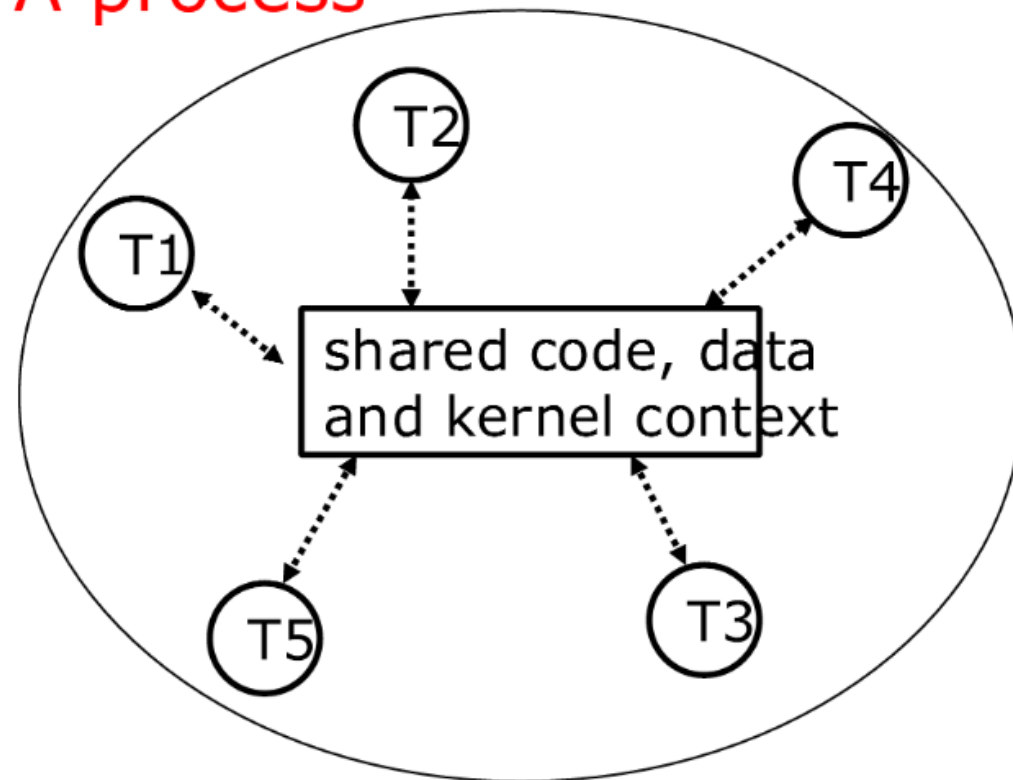 A process
T2
T4
T1
shared code, data
and kernel context
T5
T3